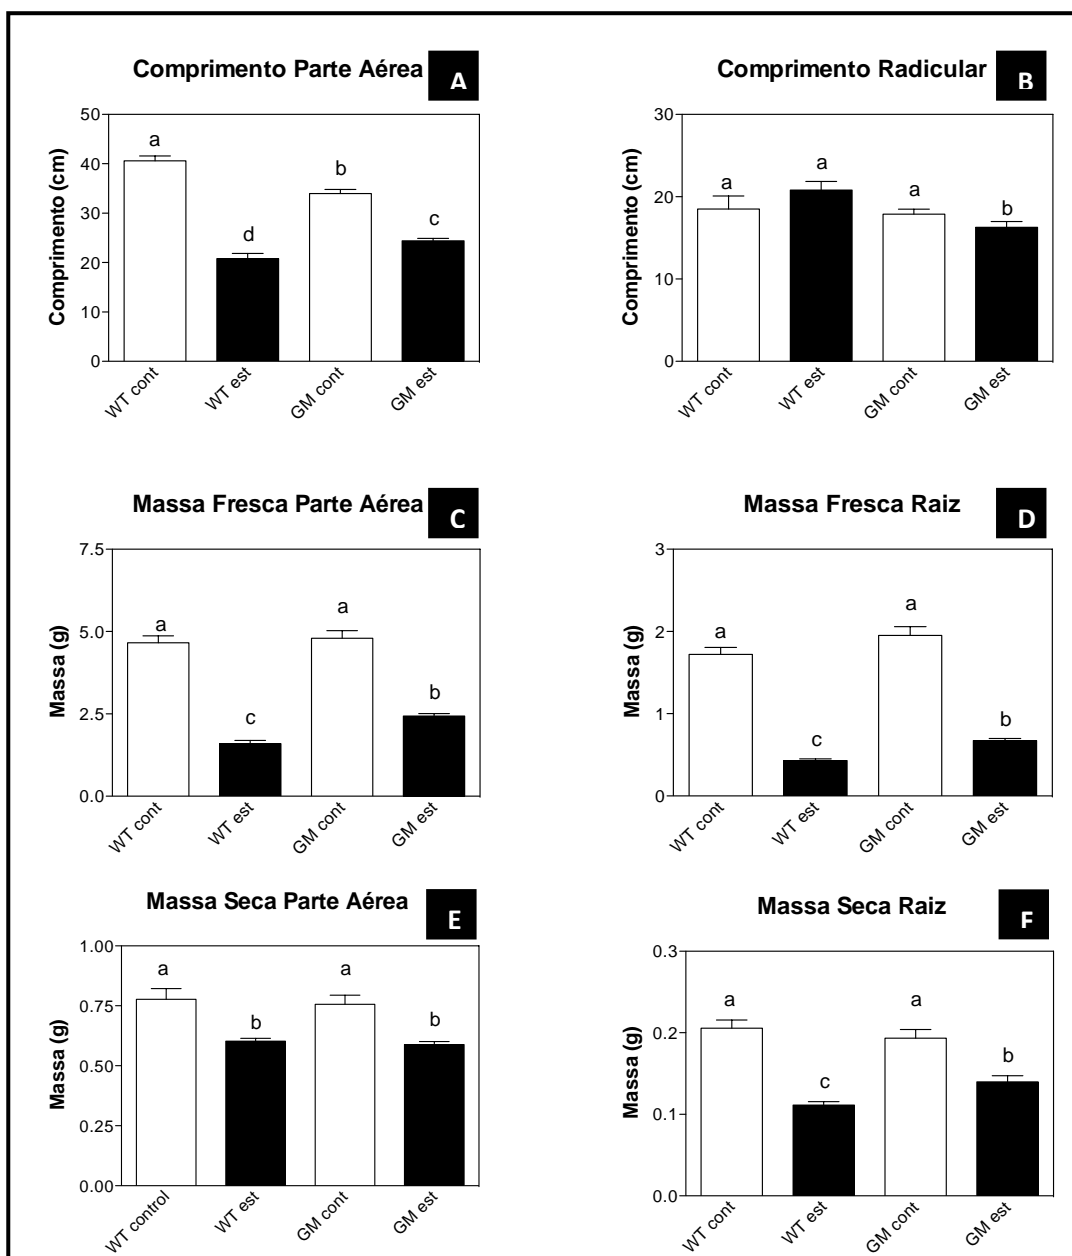 Comprimento Parte Aérea A
Comprimento (cm)
50
40
30
20
10
0
a
d
b
c
WT cont
WT est
GM cont
GM est
Comprimento Radicular B
Comprimento (cm)
30
20
10
0
a
a
a
b
WT cont
WT est
GM cont
GM est
Massa Fresca Parte Aérea C
Massa (g)
7.5
5.0
2.5
0.0
a
c
a
b
WT cont
WT est
GM cont
GM est
Massa Fresca Raiz D
Massa (g)
3
2
1
0
a
c
a
b
WT cont
WT est
GM cont
GM est
Massa Seca Parte Aérea E
Massa (g)
1.00
0.75
0.50
0.25
0.00
a
b
a
b
WT control
WT est
GM cont
GM est
Massa Seca Raiz F
Massa (g)
0.3
0.2
0.1
0.0
a
c
a
b
WT cont
WT est
GM cont
GM est